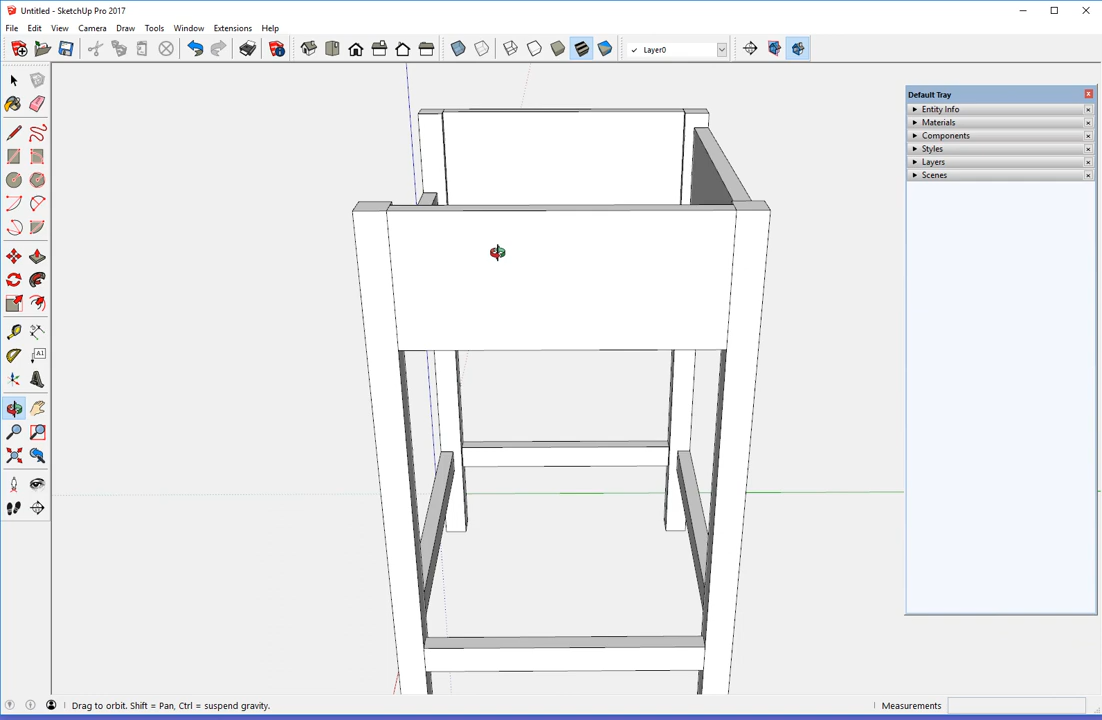 Untitled - SketchUp Pro 2017
File Edit View Camera Draw Tools Window Extensions Help
Layer0
Default Tray
Entity Info
Materials
Components
Styles
Layers
Scenes
A1
Drag to orbit. Shift = Pan, Ctrl = suspend gravity.
Measurements